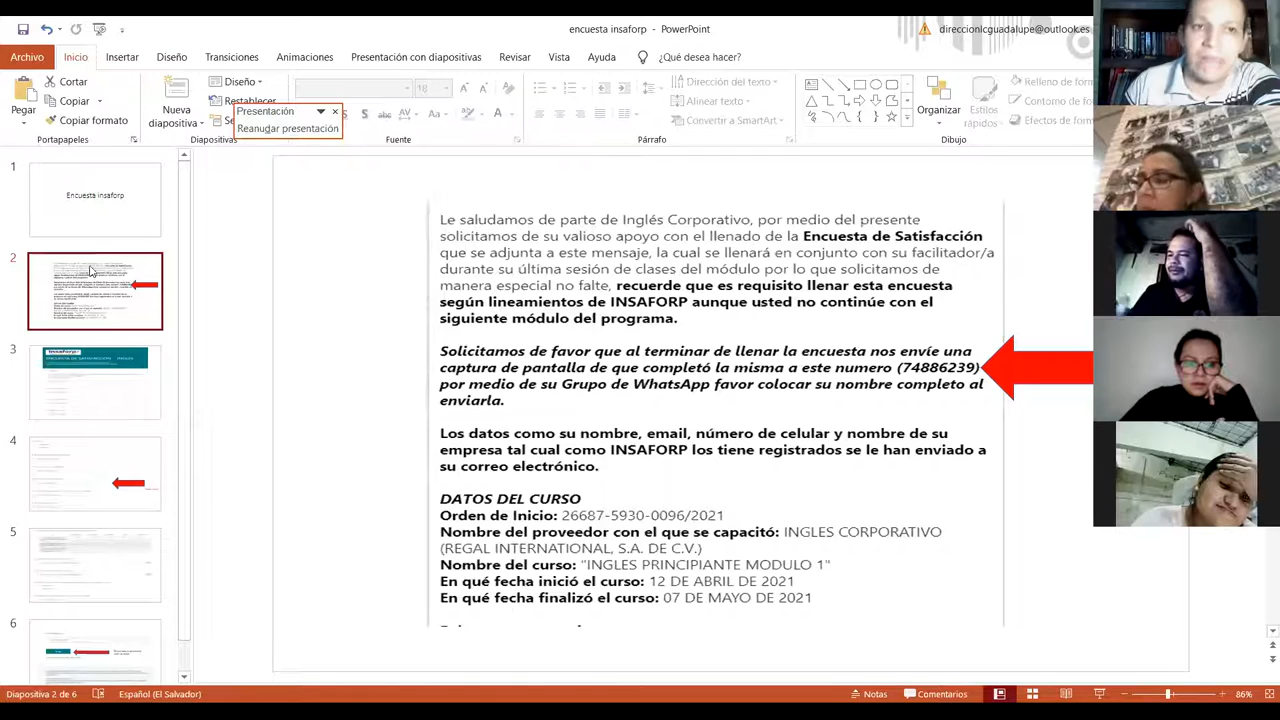 encuesta insaforp - PowerPoint
direccionlcguadalupe@outlook.es
Archivo Inicio Insertar Diseño Transiciones Animaciones Presentación con diapositivas Revisar Vista Ayuda ¿Qué desea hacer?
Pegar
Cortar
Copiar
Copiar formato
Portapapeles
Nueva
diapositiva
Diseño
Restablecer
Diapositivas
Presentación
Reanudar presentación
18
Fuente
Párrafo
Dirección del texto
Alinear texto
Convertir a SmartArt
Organizar
Estilos
rápidos
Relleno de
Contorno de
Efectos de
Dibujo
1
Encuesta insaforp
2
3
insaforp
ENCUESTA DE SATISFACCIÓN
4
5
6
Le saludamos de parte de Inglés Corporativo, por medio del presente
solicitamos de su valioso apoyo con el llenado de la Encuesta de Satisfacción
que se adjunta a este mensaje, la cual se llenará en conjunto con su facilitador/a
durante su última sesión de clases del módulo por lo que solicitamos de
manera especial no falte, recuerde que es requisito llenar esta encuesta
según lineamientos de INSAFORP aunque usted no continúe con el
siguiente módulo del programa.
Solicitamos de favor que al terminar de llenar la encuesta nos envíe una
captura de pantalla de que completó la misma a este numero (74886239)
por medio de su Grupo de WhatsApp favor colocar su nombre completo al
enviarla.
Los datos como su nombre, email, número de celular y nombre de su
empresa tal cual como INSAFORP los tiene registrados se le han enviado a
su correo electrónico.
DATOS DEL CURSO
Orden de Inicio: 26687-5930-0096/2021
Nombre del proveedor con el que se capacitó: INGLES CORPORATIVO
(REGAL INTERNATIONAL, S.A. DE C.V.)
Nombre del curso: "INGLES PRINCIPIANTE MODULO 1"
En qué fecha inició el curso: 12 DE ABRIL DE 2021
En qué fecha finalizó el curso: 07 DE MAYO DE 2021
Diapositiva 2 de 6 Español (El Salvador) Notas Comentarios 86%